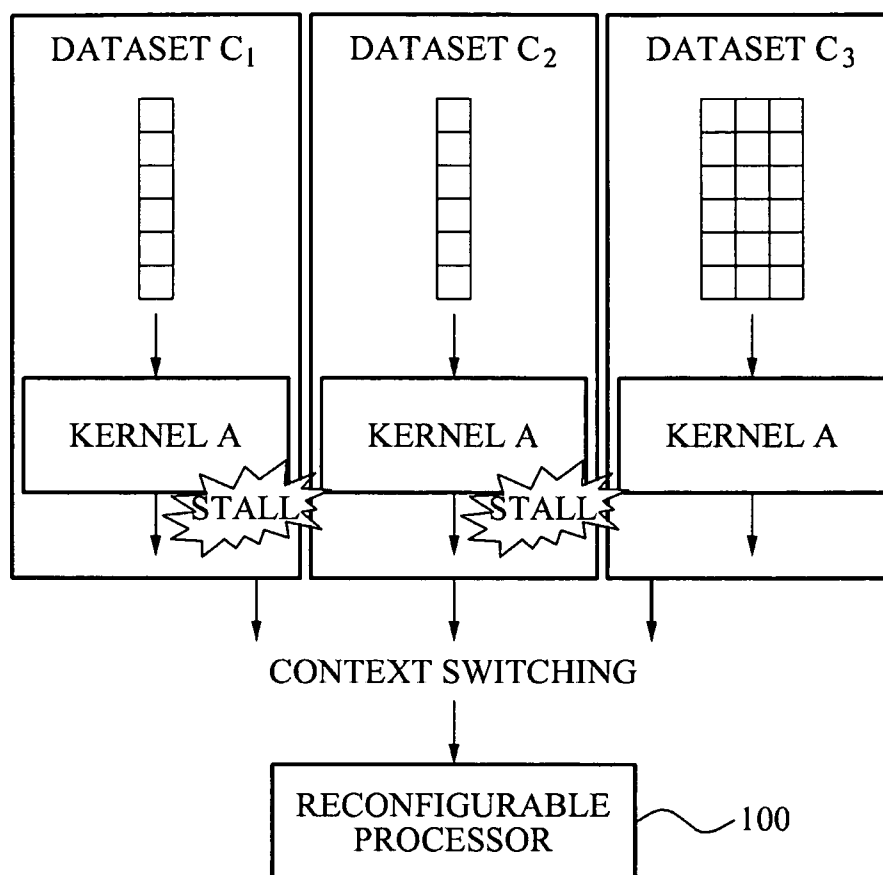 DATASET C1 DATASET C2 DATASET C3
KERNEL A KERNEL A KERNEL A
STALL STALL
CONTEXT SWITCHING
RECONFIGURABLE
PROCESSOR
100